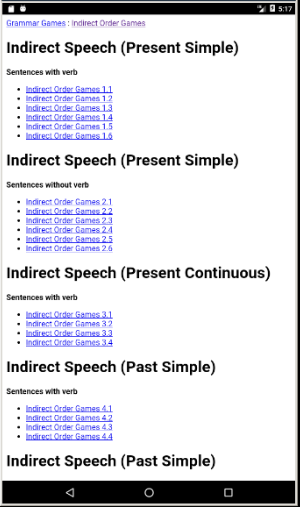 5:17
Grammar Games : Indirect Order Games
Indirect Speech (Present Simple)
Sentences with verb
Indirect Order Games 1.1
Indirect Order Games 1.2
Indirect Order Games 1.3
Indirect Order Games 1.4
Indirect Order Games 1.5
Indirect Order Games 1.6
Indirect Speech (Present Simple)
Sentences without verb
Indirect Order Games 2.1
Indirect Order Games 2.2
Indirect Order Games 2.3
Indirect Order Games 2.4
Indirect Order Games 2.5
Indirect Order Games 2.6
Indirect Speech (Present Continuous)
Sentences with verb
Indirect Order Games 3.1
Indirect Order Games 3.2
Indirect Order Games 3.3
Indirect Order Games 3.4
Indirect Speech (Past Simple)
Sentences with verb
Indirect Order Games 4.1
Indirect Order Games 4.2
Indirect Order Games 4.3
Indirect Order Games 4.4
Indirect Speech (Past Simple)